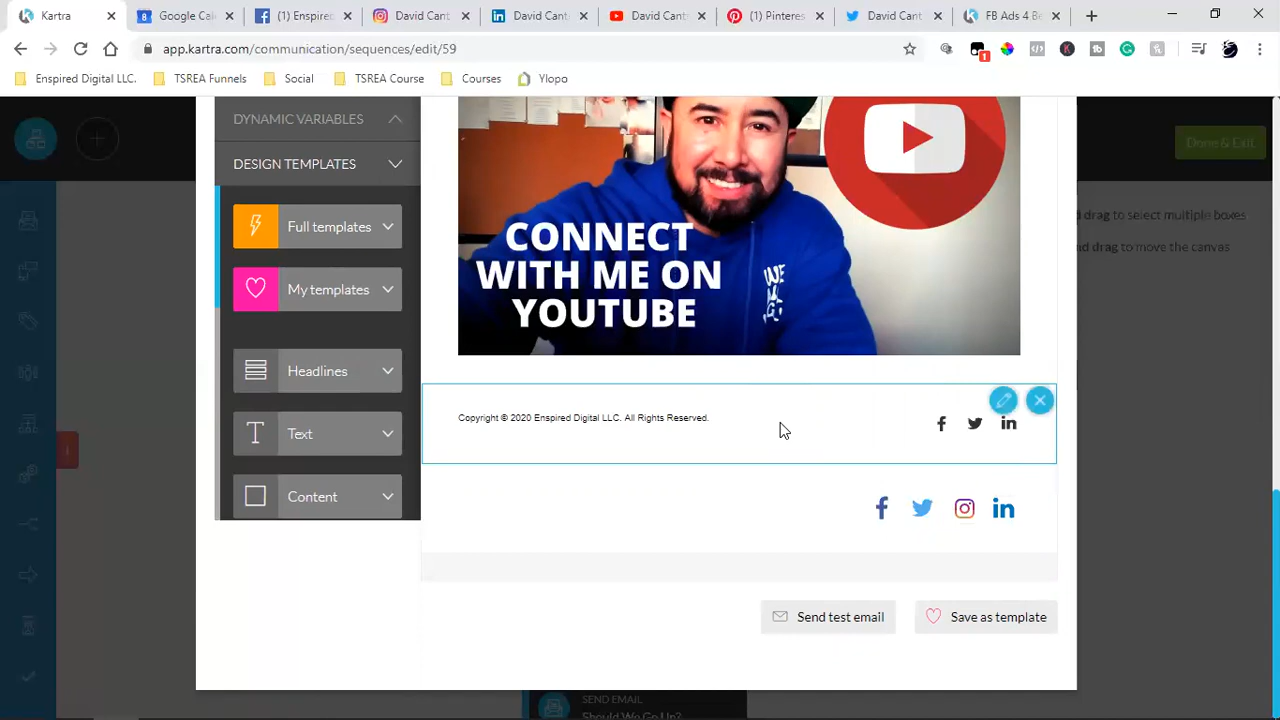 Kartra
Google Cal
(1) Enspired
David Cant
David Cant
David Cant
(1) Pinteres
David Cant
FB Ads 4 Be
app.kartra.com/communication/sequences/edit/59
1
Enspired Digital LLC.
TSREA Funnels
Social
TSREA Course
Courses
Ylopo
DYNAMIC VARIABLES
DESIGN TEMPLATES
Full templates
My templates
Headlines
Text
Content
CONNECT
WITH ME ON
YOUTUBE
Done & Exit
d drag to select multiple boxes
nd drag to move the canvas
Copyright © 2020 Enspired Digital LLC. All Rights Reserved.
Send test email
Save as template
SEND EMAIL
Should We Go Up?